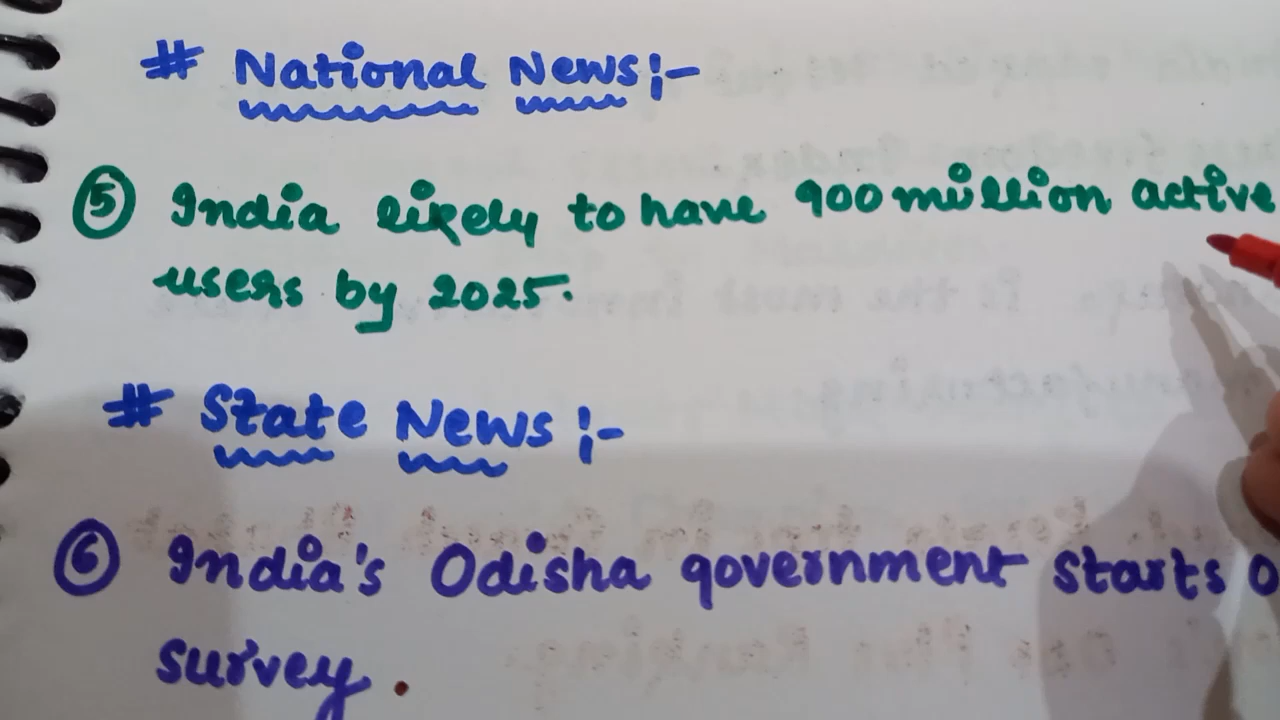 # National News :-
⑤ India likely to have 900 million active
users by 2025.
# State News :-
⑥ India's Odisha government starts
survey.